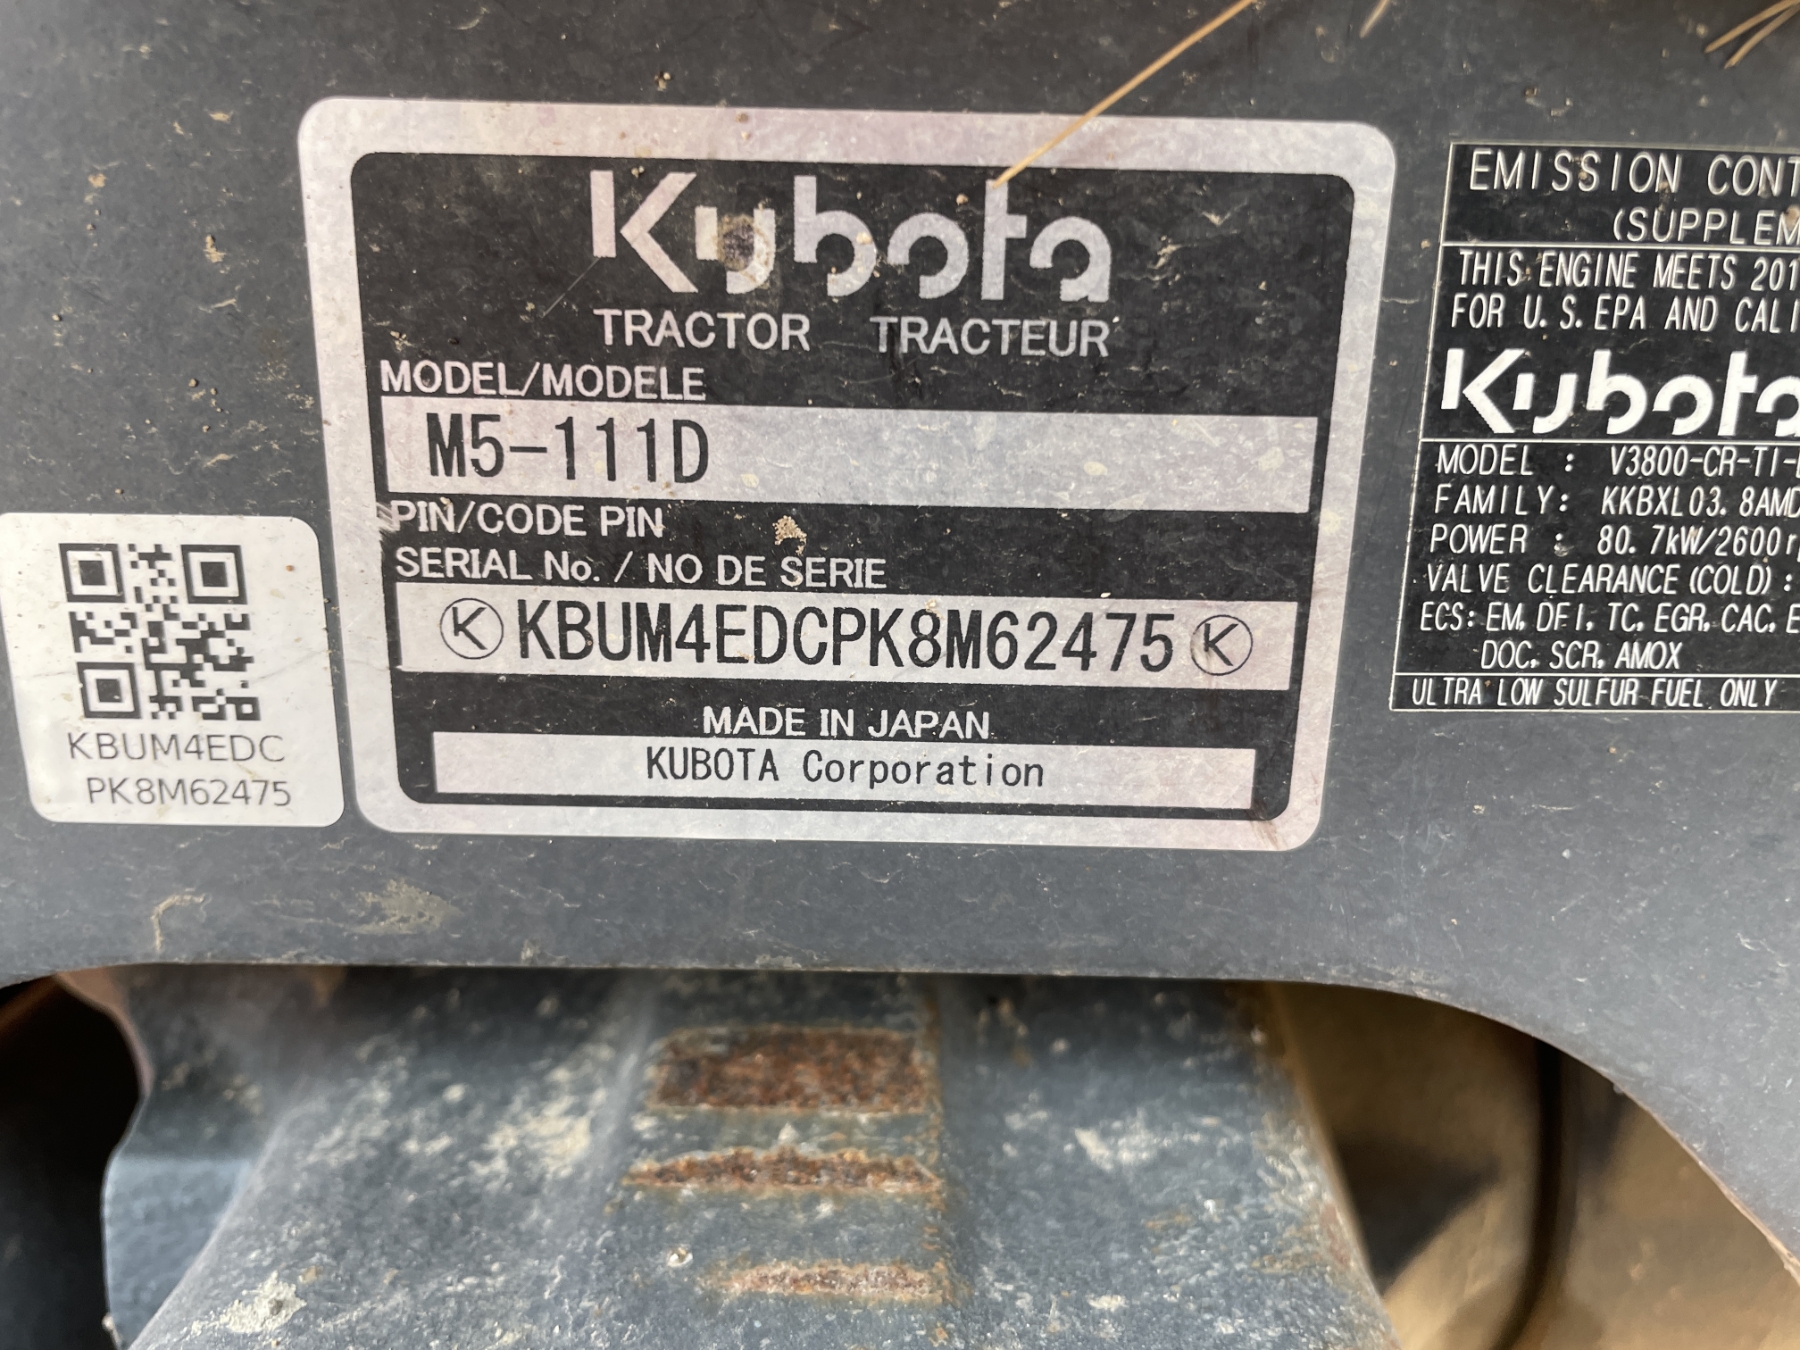 Kubota
TRACTOR TRACTEUR
MODEL/MODELE
M5-111D
PIN/CODE PIN
SERIAL No. / NO DE SERIE
K KBUM4EDCPK8M62475 K
MADE IN JAPAN
KUBOTA Corporation
KBUM4EDC
PK8M62475
EMISSION CONT
(SUPPLEM
THIS ENGINE MEETS 201
FOR U.S.EPA AND CALI
Kubota
MODEL : V3800-CR-TI-
FAMILY: KKBXL03.8AMD
POWER : 80.7kW/2600r
VALVE CLEARANCE(COLD):
ECS: EM, DFI, TC, EGR, CAC, E
DOC, SCR, AMOX
ULTRA LOW SULFUR FUEL ONLY